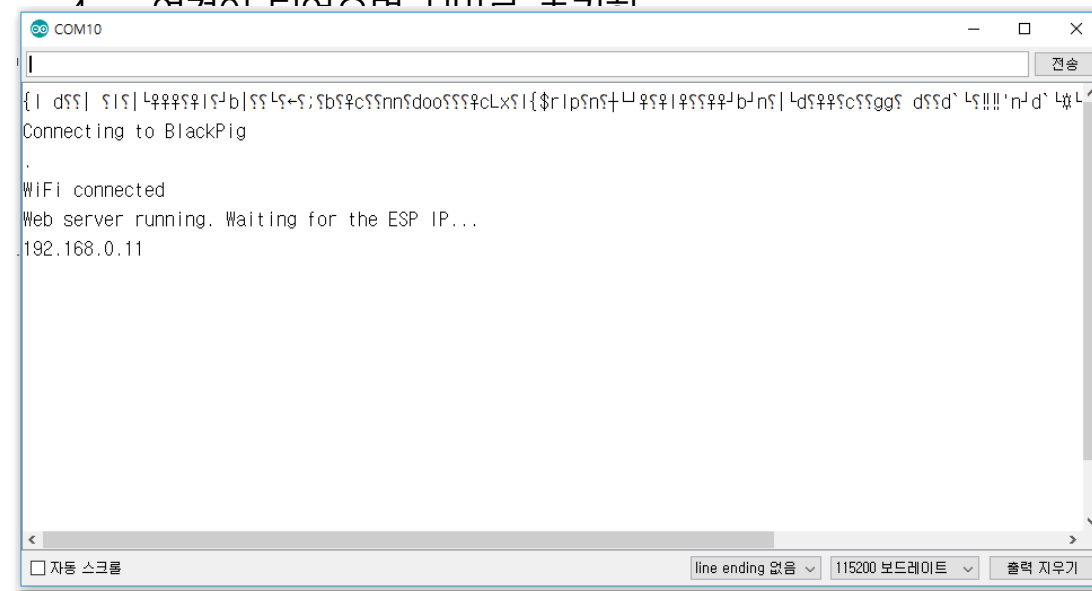 COM10
전송
Connecting to BlackPig
.
WiFi connected
Web server running. Waiting for the ESP IP...
192.168.0.11
자동 스크롤
line ending 없음
115200 보드레이트
출력 지우기